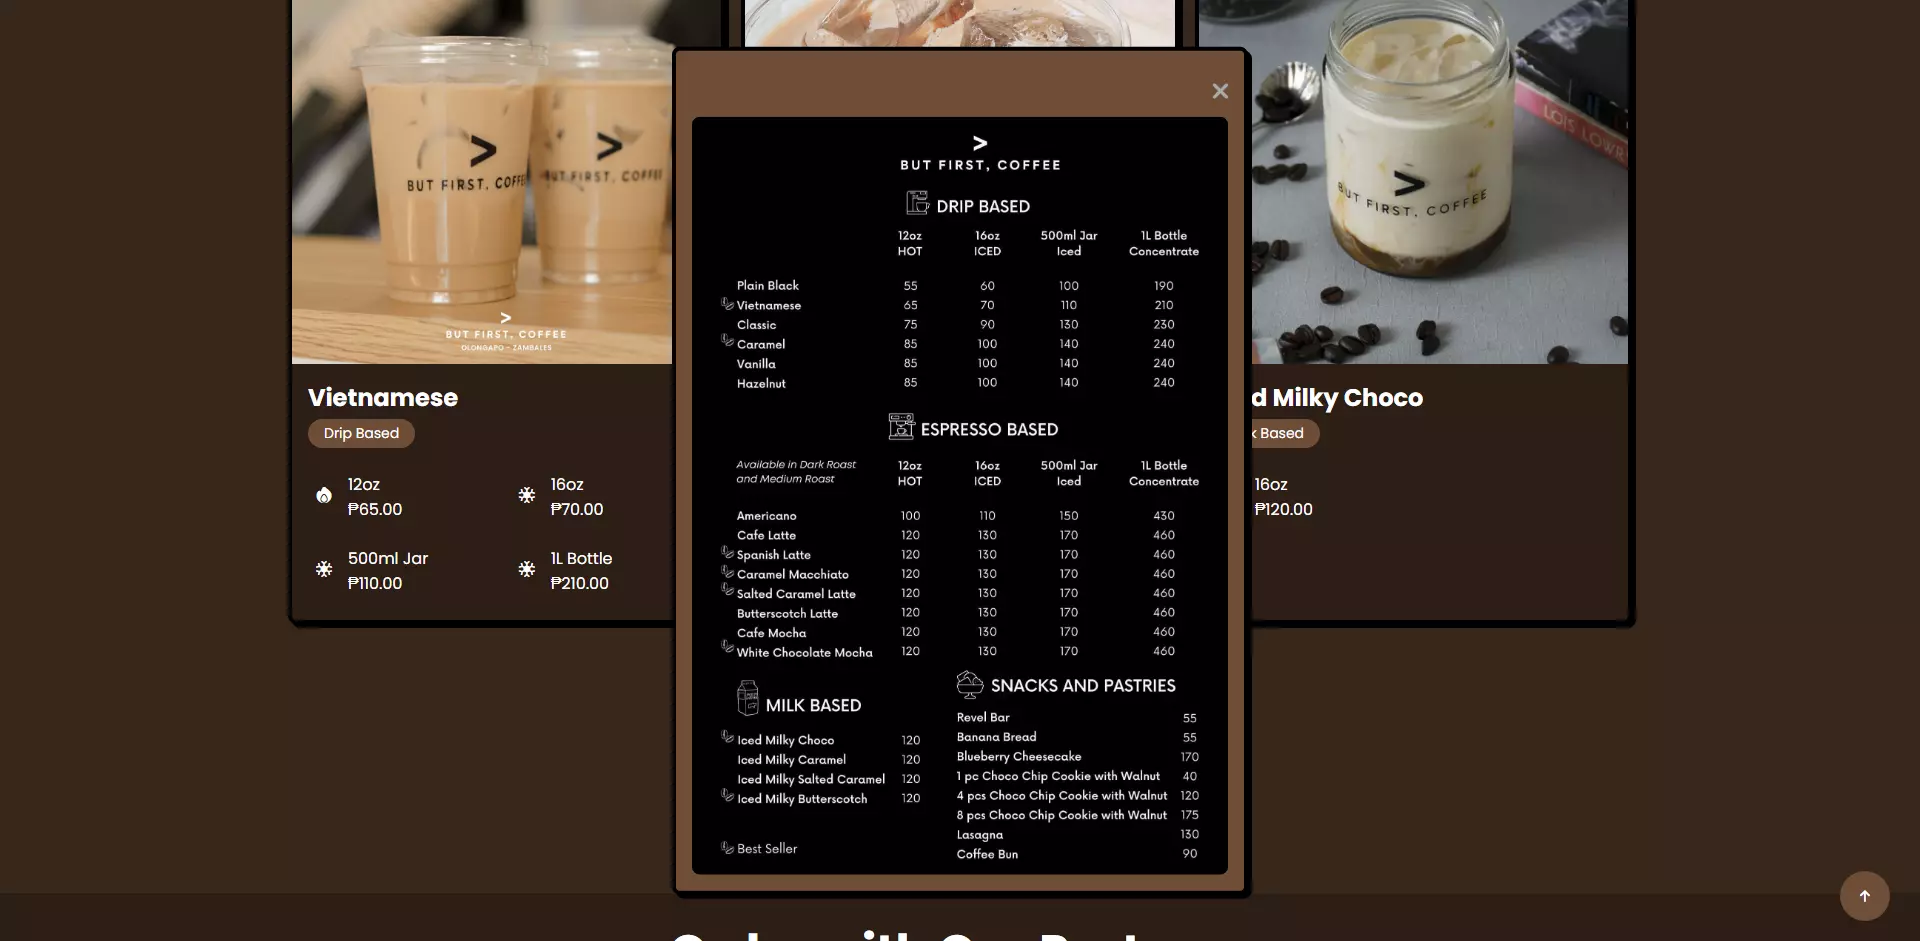 >
BUT FIRST, COFFEE
DRIP BASED
12oz HOT 16oz ICED 500ml Jar Iced 1L Bottle Concentrate
Plain Black 55 60 100 190
Vietnamese 65 70 110 210
Classic 75 90 130 230
Caramel 85 100 140 240
Vanilla 85 100 140 240
Hazelnut 85 100 140 240
ESPRESSO BASED
Available in Dark Roast
and Medium Roast
12oz HOT 16oz ICED 500ml Jar Iced 1L Bottle Concentrate
Americano 100 110 150 430
Cafe Latte 120 130 170 460
Spanish Latte 120 130 170 460
Caramel Macchiato 120 130 170 460
Salted Caramel Latte 120 130 170 460
Butterscotch Latte 120 130 170 460
Cafe Mocha 120 130 170 460
White Chocolate Mocha 120 130 170 460
MILK BASED
Iced Milky Choco 120
Iced Milky Caramel 120
Iced Milky Salted Caramel 120
Iced Milky Butterscotch 120
Best Seller
SNACKS AND PASTRIES
Revel Bar 55
Banana Bread 55
Blueberry Cheesecake 170
1 pc Choco Chip Cookie with Walnut 40
4 pcs Choco Chip Cookie with Walnut 120
8 pcs Choco Chip Cookie with Walnut 175
Lasagna 130
Coffee Bun 90
>
BUT FIRST, COFFE
>
BUT FIRST, COFFEE
>
BUT FIRST, COFFEE
OLONGAPO - ZAMBALES
Vietnamese
Drip Based
12oz
₱65.00
16oz
₱70.00
500ml Jar
₱110.00
1L Bottle
₱210.00
>
BUT FIRST, COFFEE
LOIS LOWR
d Milky Choco
k Based
16oz
₱120.00